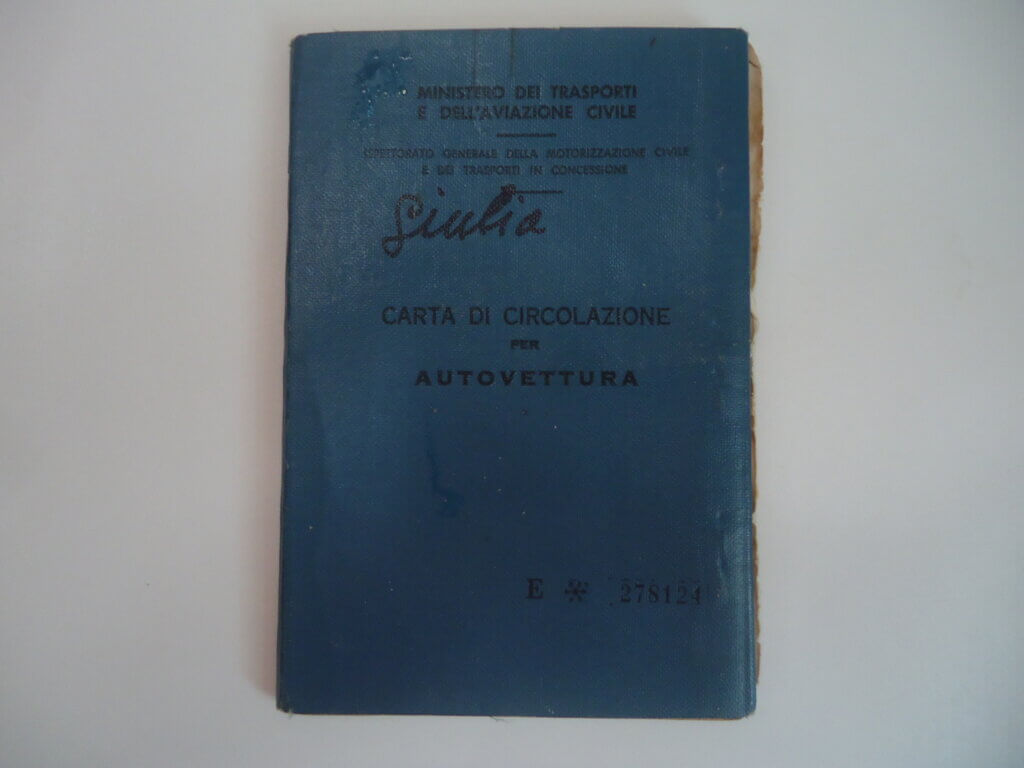 MINISTERO DEI TRASPORTI
E DELL'AVIAZIONE CIVILE
ISPETTORATO GENERALE DELLA MOTORIZZAZIONE CIVILE
E DEI TRASPORTI IN CONCESSIONE
Giulia
CARTA DI CIRCOLAZIONE
PER
AUTOVETTURA
E * 278124